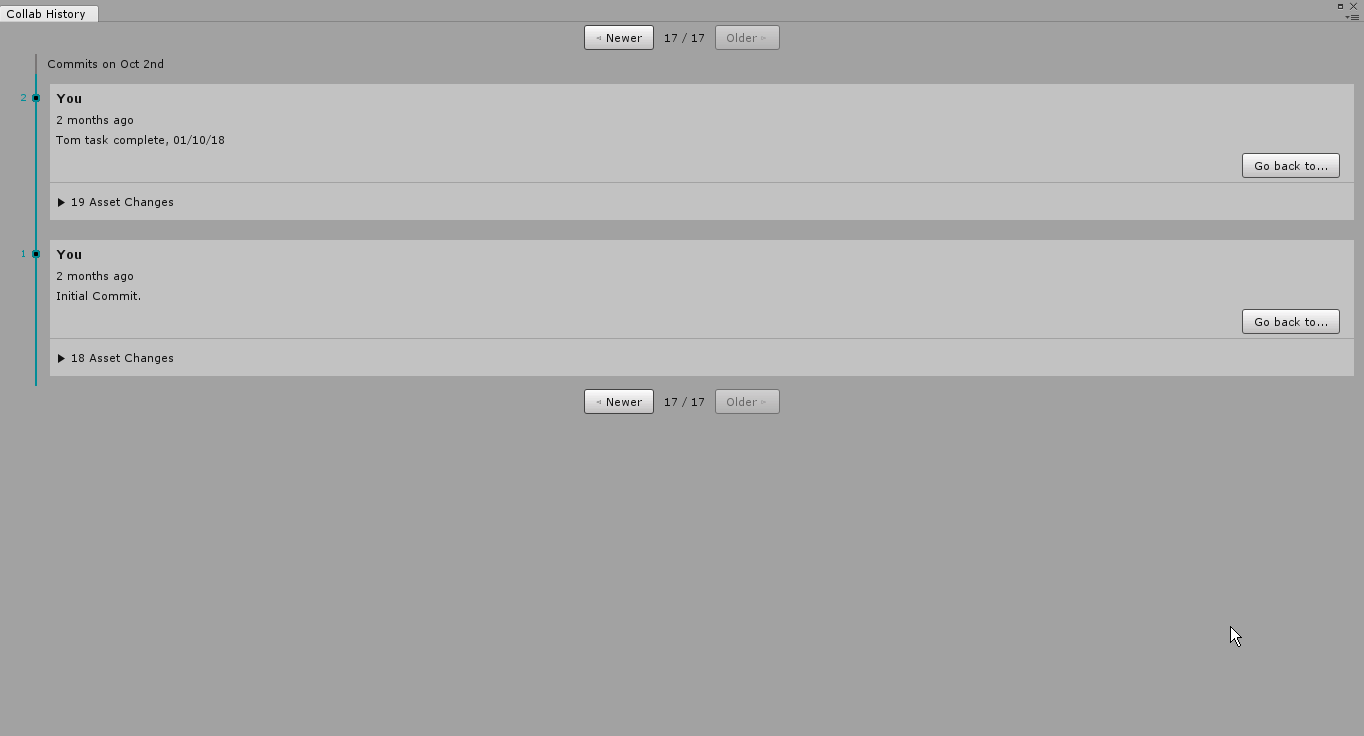 Collab History
◄ Newer 17 / 17 Older ►
Commits on Oct 2nd
2 You
2 months ago
Tom task complete, 01/10/18
Go back to...
► 19 Asset Changes
1 You
2 months ago
Initial Commit.
Go back to...
► 18 Asset Changes
◄ Newer 17 / 17 Older ►